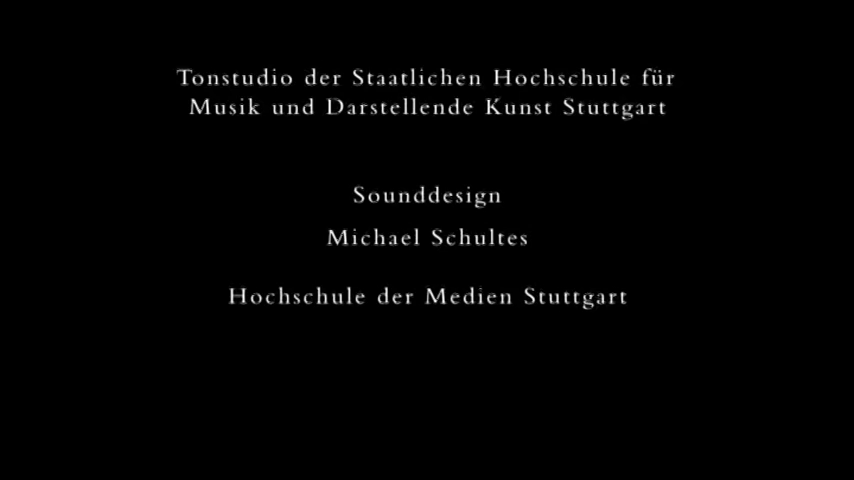 Tonstudio der Staatlichen Hochschule für
Musik und Darstellende Kunst Stuttgart
Sounddesign
Michael Schultes
Hochschule der Medien Stuttgart